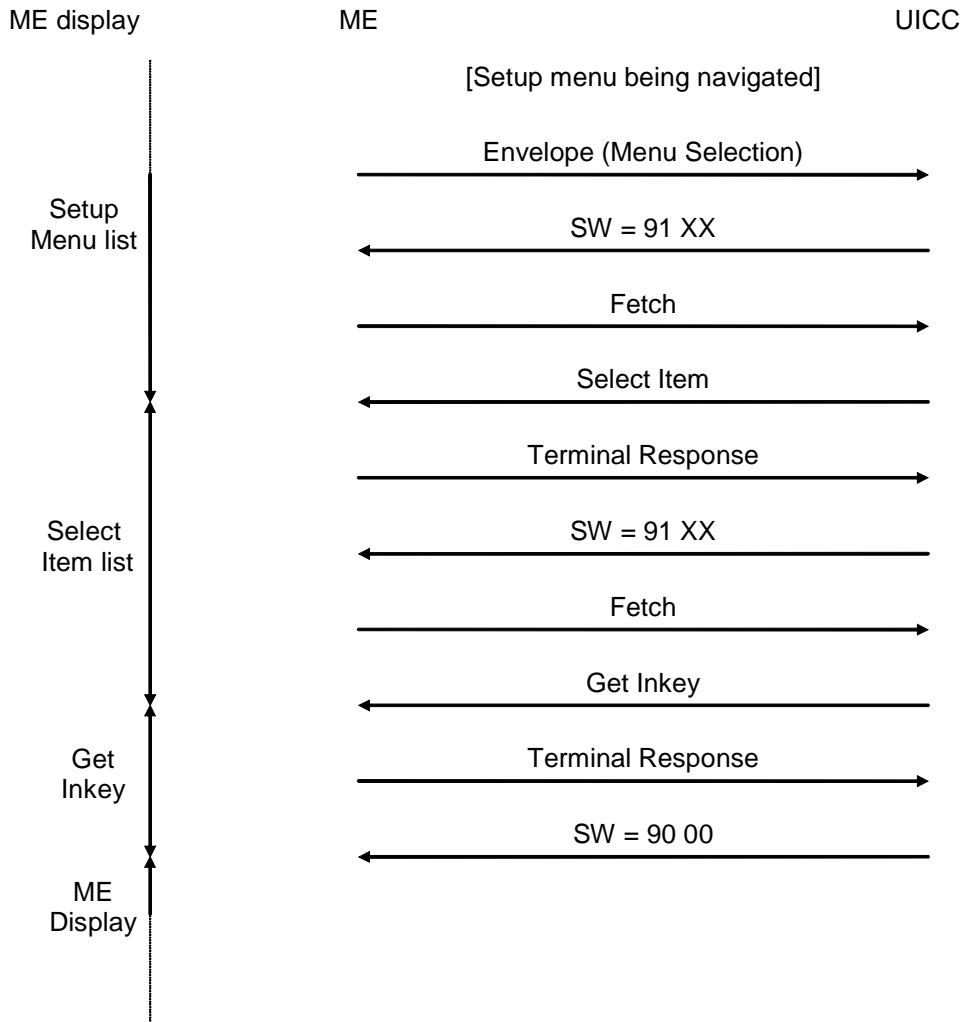 ME display ME UICC
[Setup menu being navigated]
Envelope (Menu Selection)
Setup
Menu list
SW = 91 XX
Fetch
Select Item
Terminal Response
Select
Item list
SW = 91 XX
Fetch
Get Inkey
Get
Inkey
Terminal Response
SW = 90 00
ME
Display